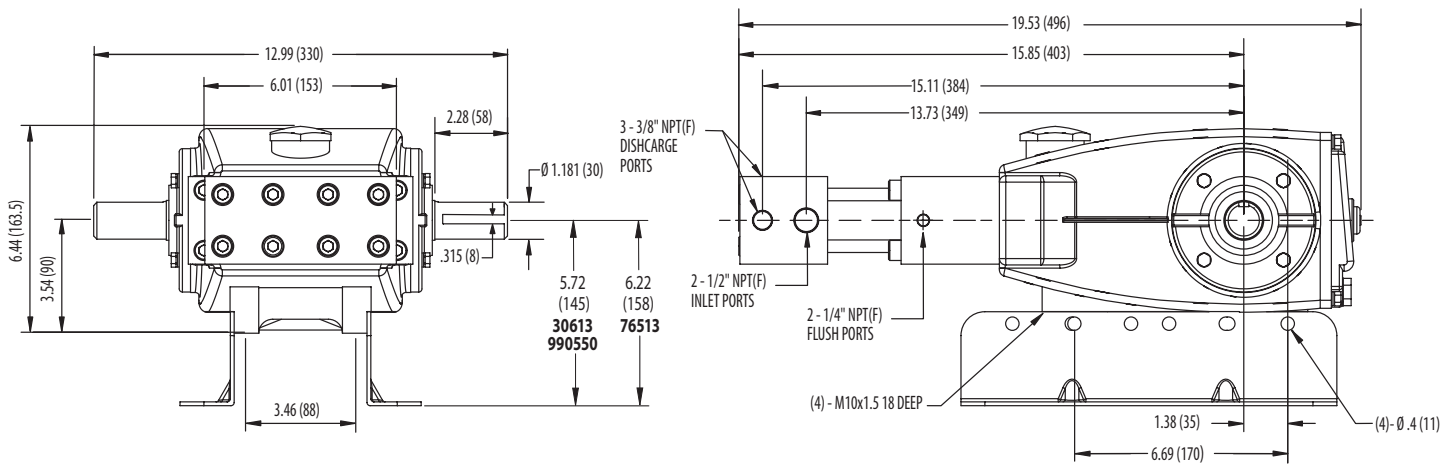 12.99 (330)
6.01 (153)
2.28 (58)
Ø 1.181 (30)
6.44 (163.5)
3.54 (90)
.315 (8)
5.72
(145)
30613
990550
6.22
(158)
76513
3.46 (88)
19.53 (496)
15.85 (403)
15.11 (384)
13.73 (349)
3 - 3/8" NPT(F)
DISHCARGE
PORTS
2 - 1/2" NPT(F)
INLET PORTS
2 - 1/4" NPT(F)
FLUSH PORTS
(4) - M10x1.5 18 DEEP
1.38 (35)
(4)- Ø .4 (11)
6.69 (170)